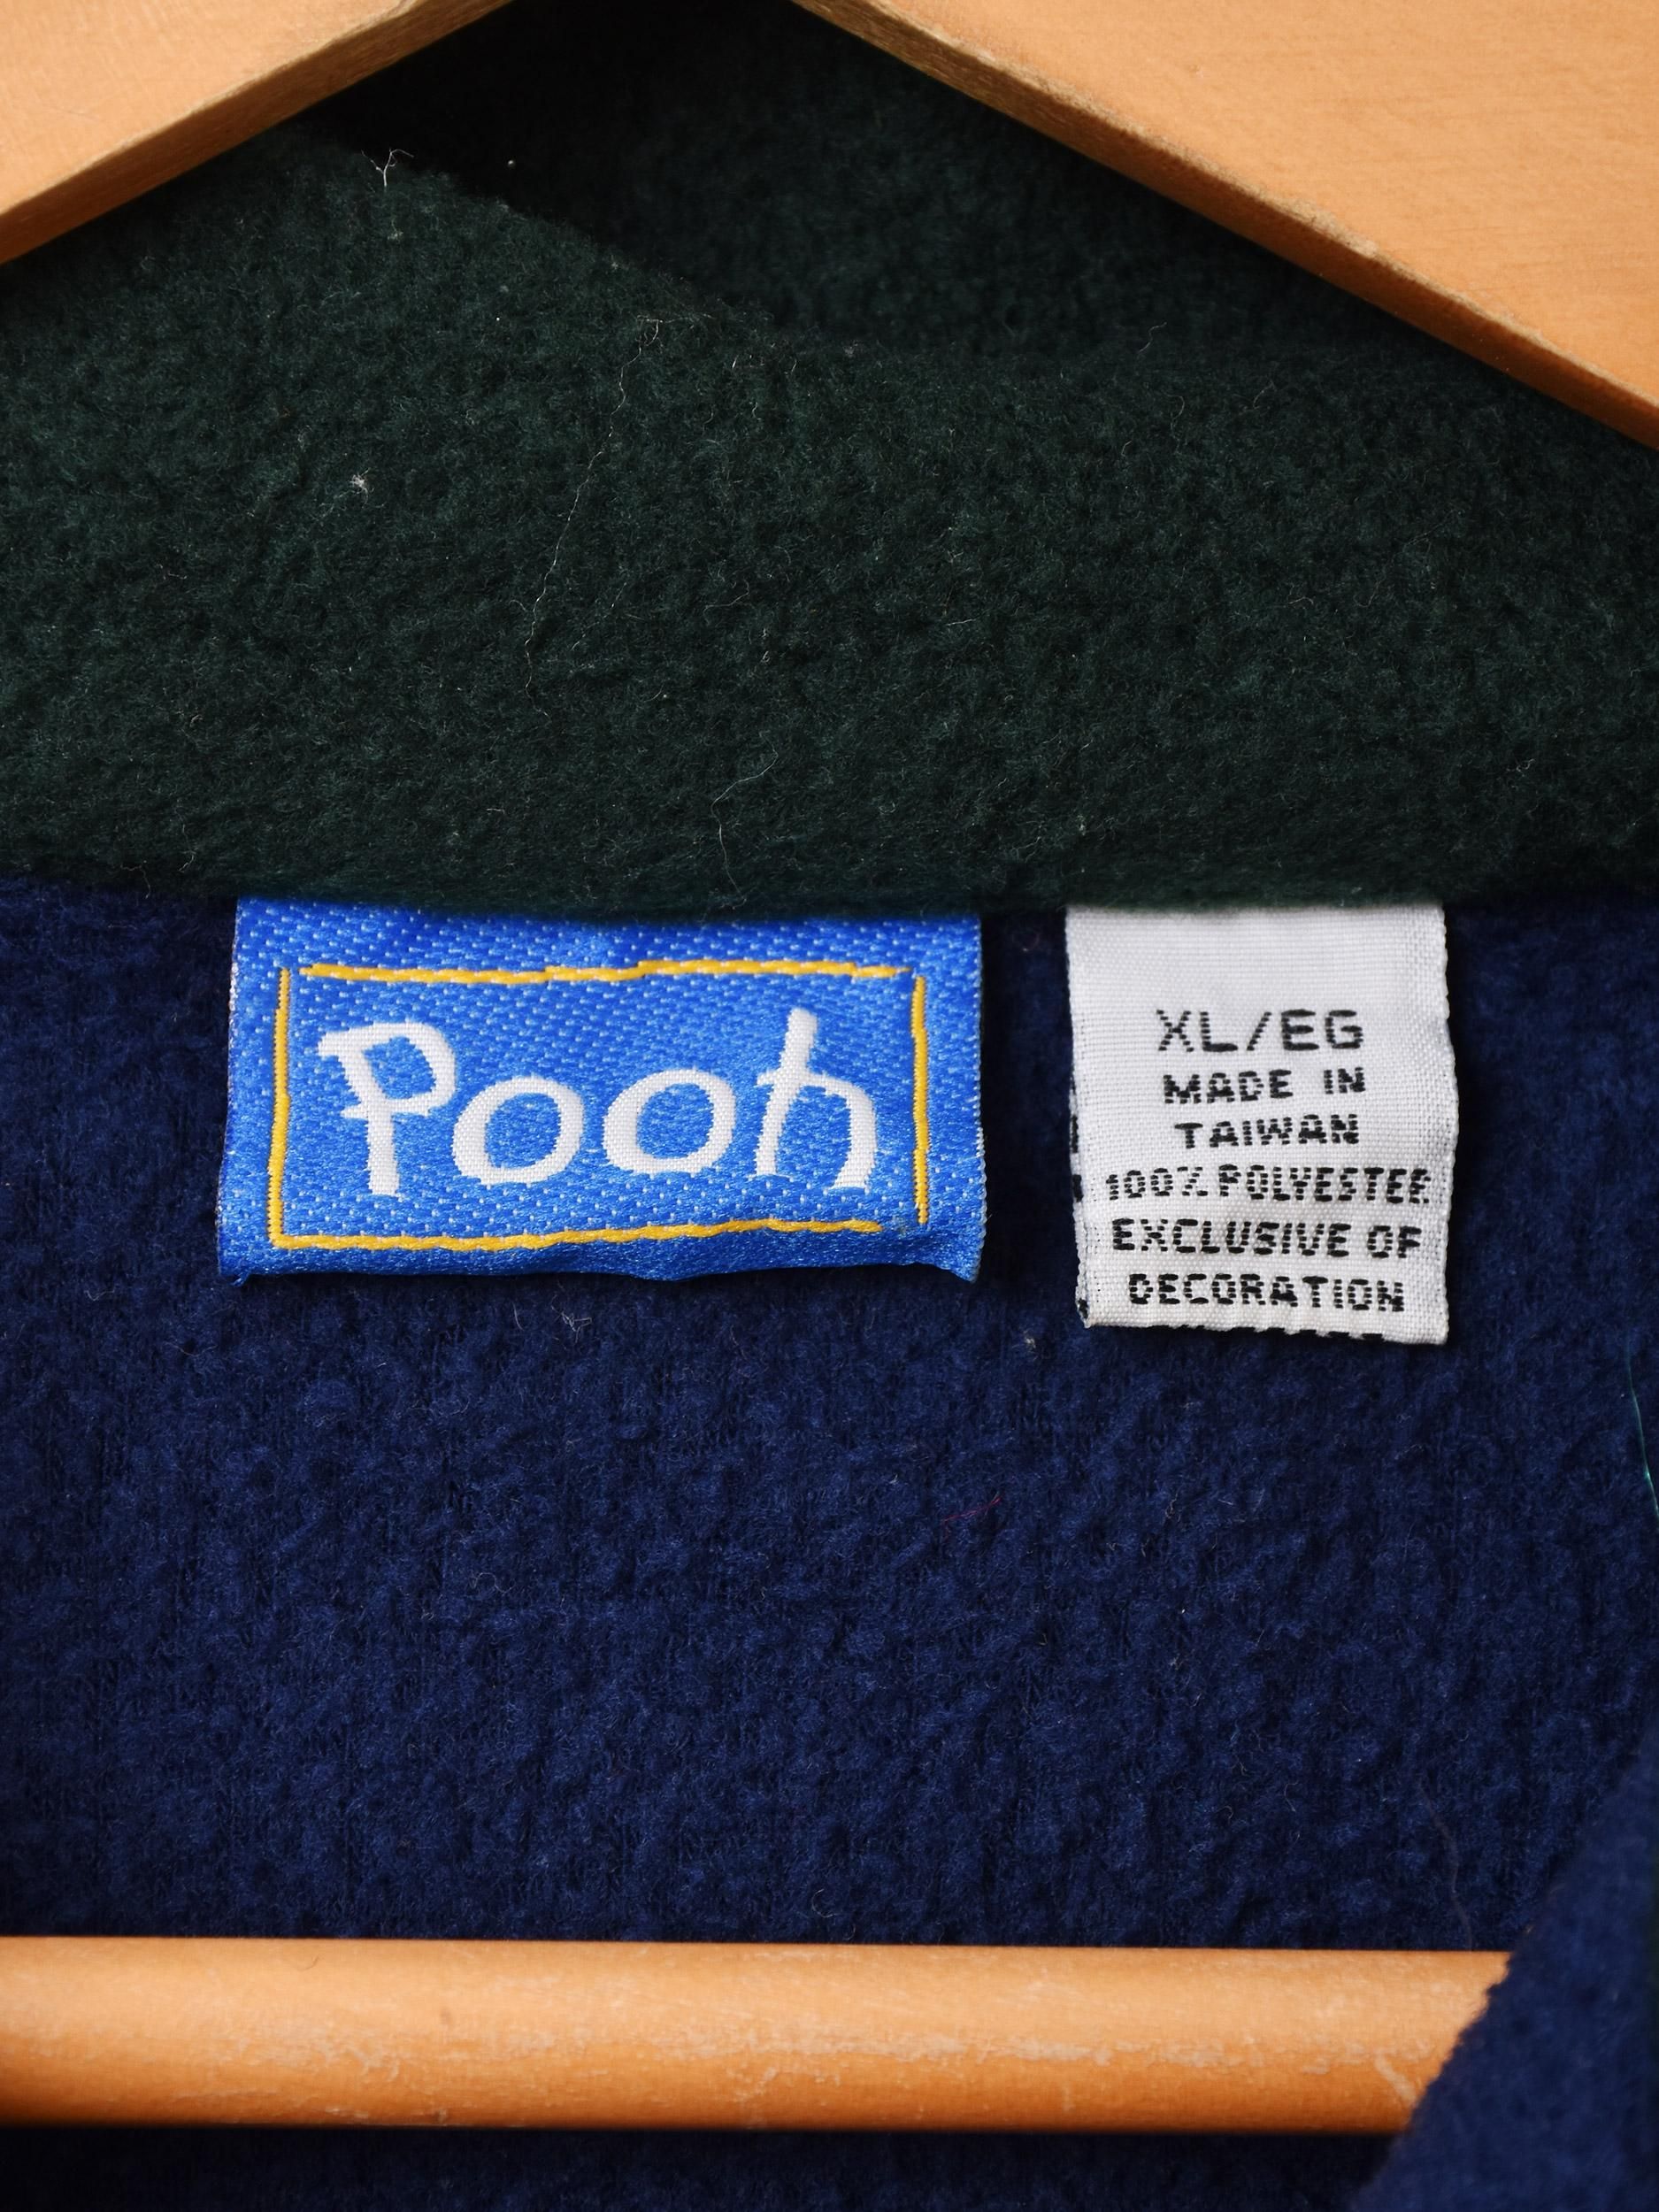 Pooh
XL/EG
MADE IN
TAIWAN
100% POLYESTER
EXCLUSIVE OF
DECORATION